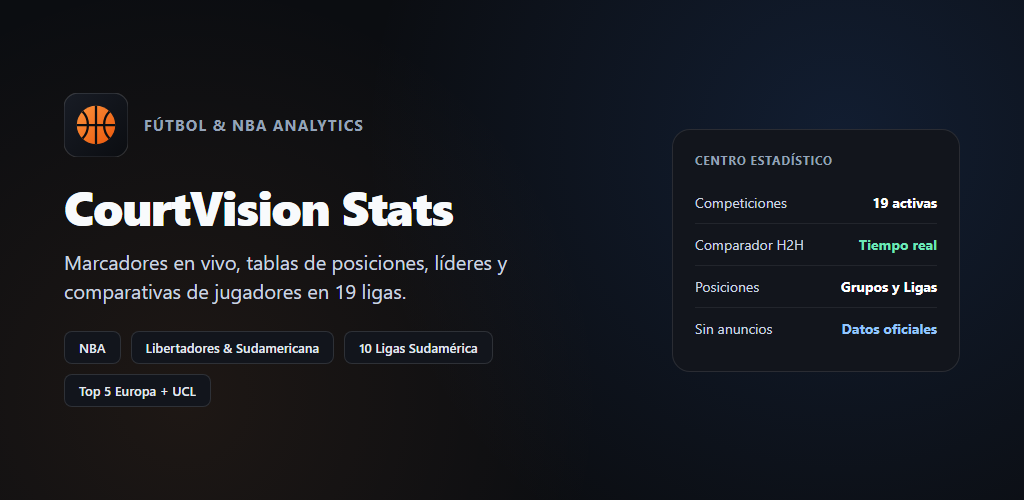 FÚTBOL & NBA ANALYTICS
CourtVision Stats
Marcadores en vivo, tablas de posiciones, líderes y
comparativas de jugadores en 19 ligas.
NBA
Libertadores & Sudamericana
10 Ligas Sudamérica
Top 5 Europa + UCL
CENTRO ESTADÍSTICO
Competiciones 19 activas
Comparador H2H Tiempo real
Posiciones Grupos y Ligas
Sin anuncios Datos oficiales